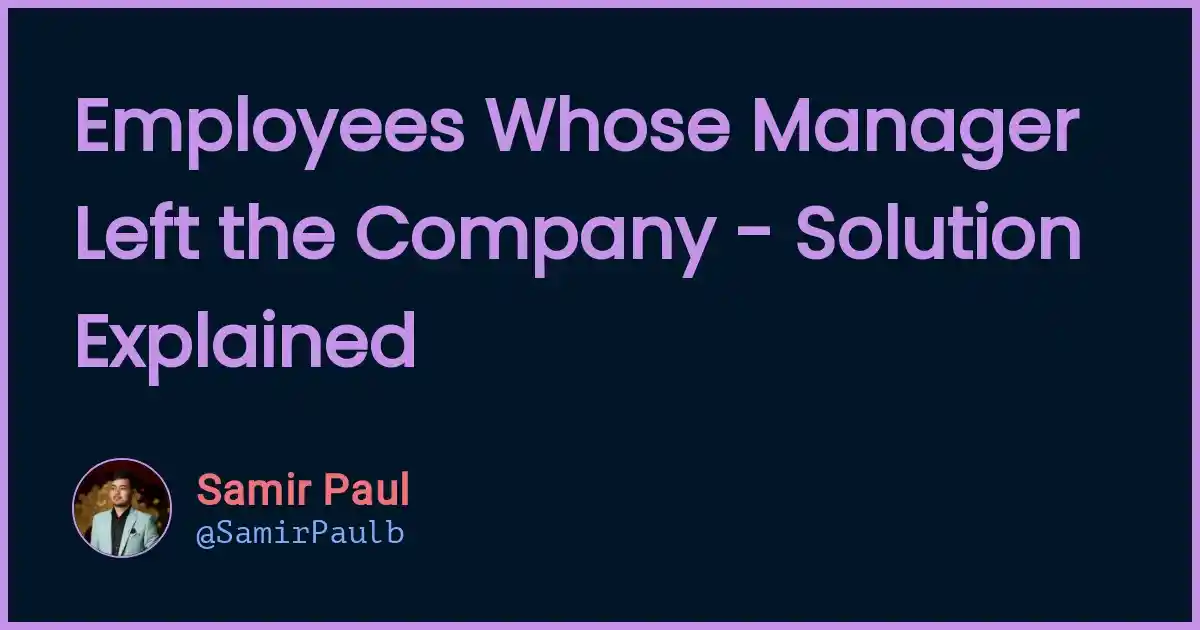 Employees Whose Manager
Left the Company - Solution
Explained
Samir Paul
@SamirPaulb